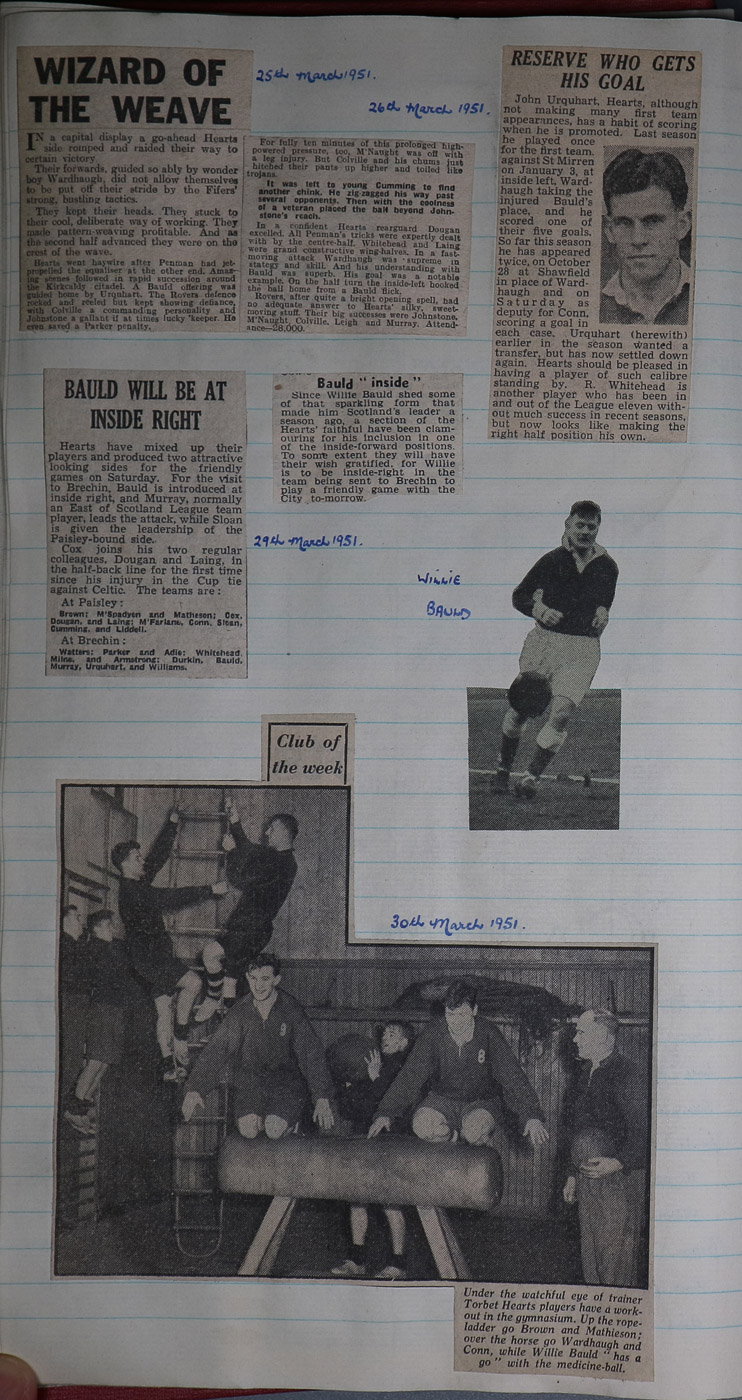 WIZARD OF
THE WEAVE
IN a capital display a go-ahead Hearts
side romped and raided their way to
certain victory.
Their forwards, guided so ably by wonder
boy Wardhaugh, did not allow themselves
to be put off their stride by the Fifers'
strong, bustling tactics.
They kept their heads. They stuck to
their cool, deliberate way of working. They
made pattern-weaving profitable. And as
the second half advanced they were on the
crest of the wave.
Hearts went haywire after Penman had jet-
propelled the equaliser at the other end. Amaz-
ing scenes followed in rapid succession around
the Kirkcaldy citadel. A Bauld offering was
guided home by Urquhart. The Rovers defence
rocked and reeled but kept showing defiance,
with Colville a commanding personality and
Johnstone a gallant if at times lucky 'keeper. He
even saved a Parker penalty.
25th March 1951.
26th March 1951.
For fully ten minutes of this prolonged high-
powered pressure, too, M'Naught was off with
a leg injury. But Colville and his chums just
hitched their pants up higher and toiled like
trojans.
It was left to young Cumming to find
another chink. He zig-zagged his way past
several opponents. Then with the coolness
of a veteran placed the ball beyond John-
stone's reach.
In a confident Hearts rearguard Dougan
excelled. All Penman's tricks were expertly dealt
with by the centre-half. Whitehead and Laing
were grand constructive wing-halves. In a fast-
moving attack Wardhaugh was supreme in
strategy and skill. And his understanding with
Bauld was superb. His goal was a notable
example. On the half turn the inside-left hooked
the ball home from a Bauld flick.
Rovers, after quite a bright opening spell, had
no adequate answer to Hearts' silky, sweet-
moving stuff. Their big successes were Johnstone,
M'Naught, Colville, Leigh and Murray. Attend-
ance—28,000.
RESERVE WHO GETS
HIS GOAL
John Urquhart, Hearts, although
not making many first team
appearances, has a habit of scoring
when he is promoted. Last season
he played once
for the first team,
against St Mirren
on January 3, at
inside left, Ward-
haugh taking the
injured Bauld's
place, and he
scored one of
their five goals.
So far this season
he has appeared
twice, on October
28 at Shawfield
in place of Ward-
haugh and on
Saturday as
deputy for Conn,
scoring a goal in
each case. Urquhart (herewith)
earlier in the season wanted a
transfer, but has now settled down
again. Hearts should be pleased in
having a player of such calibre
standing by. R. Whitehead is
another player who has been in
and out of the League eleven with-
out much success in recent seasons,
but now looks like making the
right half position his own.
BAULD WILL BE AT
INSIDE RIGHT
Hearts have mixed up their
players and produced two attractive
looking sides for the friendly
games on Saturday. For the visit
to Brechin, Bauld is introduced at
inside right, and Murray, normally
an East of Scotland League team
player, leads the attack, while Sloan
is given the leadership of the
Paisley-bound side.
Cox joins his two regular
colleagues, Dougan and Laing, in
the half-back line for the first time
since his injury in the Cup tie
against Celtic. The teams are :
At Paisley :
Brown; M'Spadyen and Mathesen; Cox,
Dougan, and Laing; M'Farlane, Conn, Sloan,
Cumming, and Liddell.
At Brechin :
Watters; Parker and Adie; Whitehead,
Milne, and Armstrong; Durkin, Bauld,
Murray, Urquhart, and Williams.
Bauld "inside"
Since Willie Bauld shed some
of that sparkling form that
made him Scotland's leader a
season ago, a section of the
Hearts' faithful have been clam-
ouring for his inclusion in one
of the inside-forward positions.
To some extent they will have
their wish gratified, for Willie
is to be inside-right in the
team being sent to Brechin to
play a friendly game with the
City to-morrow.
29th March 1951.
WILLIE
BAULD
Club of
the week
30th March 1951.
Under the watchful eye of trainer
Torbet Hearts players have a work-
out in the gymnasium. Up the rope-
ladder go Brown and Mathieson;
over the horse go Wardhaugh and
Conn, while Willie Bauld "has a
go" with the medicine-ball.